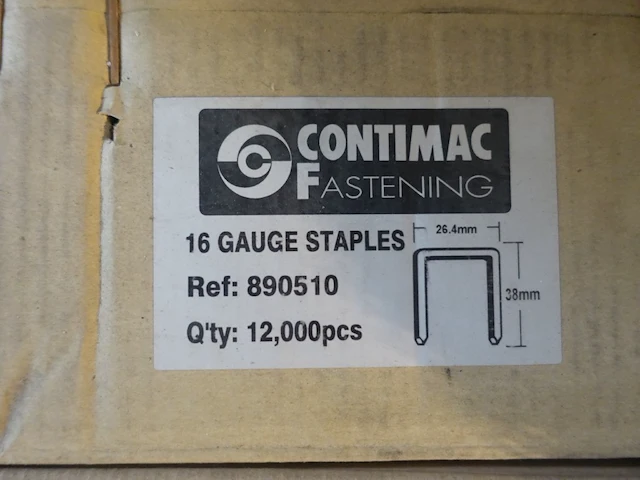 C CONTIMAC
FASTENING
16 GAUGE STAPLES
26.4mm
Ref: 890510
38mm
Q'ty: 12,000pcs